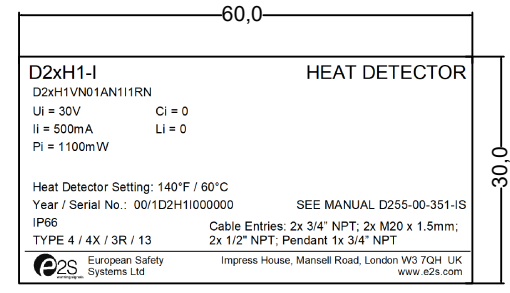 60,0
D2xH1-I HEAT DETECTOR
D2xH1VN01AN1I1RN
Ui = 30V Ci = 0
Ii = 500mA Li = 0
Pi = 1100mW
30,0
Heat Detector Setting: 140°F / 60°C
Year / Serial No.: 00/1D2H1I000000 SEE MANUAL D255-00-351-IS
IP66 Cable Entries: 2x 3/4" NPT; 2x M20 x 1.5mm;
TYPE 4 / 4X / 3R / 13 2x 1/2" NPT; Pendant 1x 3/4" NPT
e2S European Safety Impress House, Mansell Road, London W3 7QH UK
Systems Ltd www.e2s.com